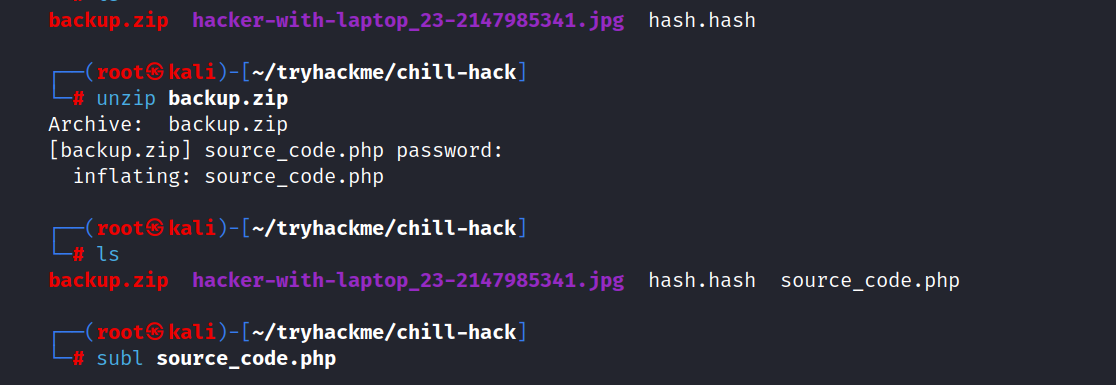 # ls
backup.zip  hacker-with-laptop_23-2147985341.jpg  hash.hash
┌──(root㉿kali)-[~/tryhackme/chill-hack]
└─# unzip backup.zip
Archive:  backup.zip
[backup.zip] source_code.php password:
  inflating: source_code.php
┌──(root㉿kali)-[~/tryhackme/chill-hack]
└─# ls
backup.zip  hacker-with-laptop_23-2147985341.jpg  hash.hash  source_code.php
┌──(root㉿kali)-[~/tryhackme/chill-hack]
└─# subl source_code.php